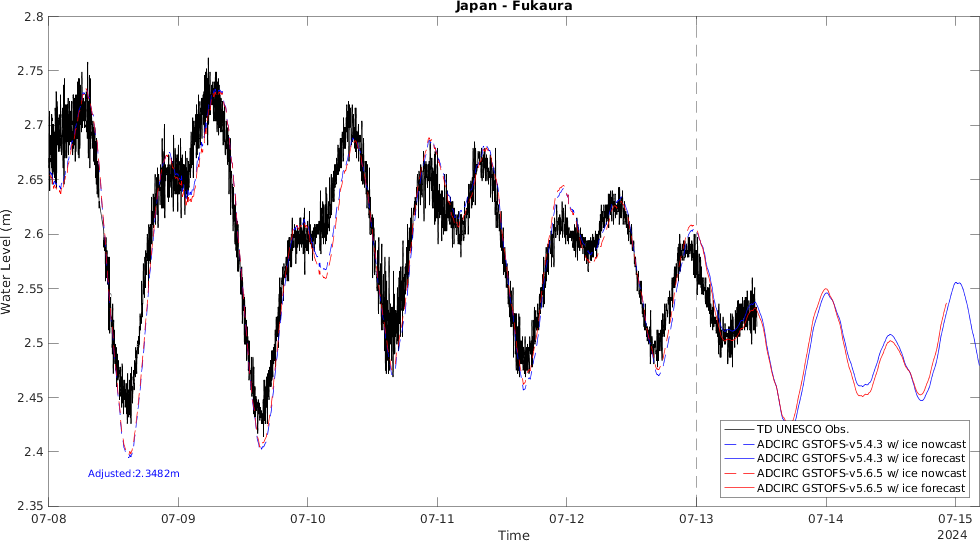 Japan - Fukaura
2.8
2.75
2.7
2.65
2.6
2.55
2.5
2.45
2.4
2.35
Water Level (m)
Adjusted:2.3482m
TD UNESCO Obs.
ADCIRC GSTOFS-v5.4.3 w/ ice nowcast
ADCIRC GSTOFS-v5.4.3 w/ ice forecast
ADCIRC GSTOFS-v5.6.5 w/ ice nowcast
ADCIRC GSTOFS-v5.6.5 w/ ice forecast
07-08 07-09 07-10 07-11 07-12 07-13 07-14 07-15
Time
2024